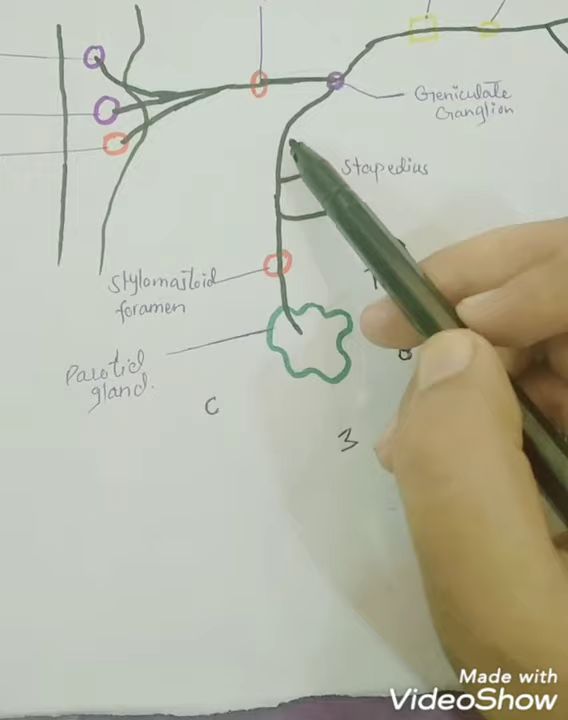 Geniculate
Ganglion
Stapedius
Stylomastoid
foramen
Parotid
gland.
C
3
Made with
VideoShow